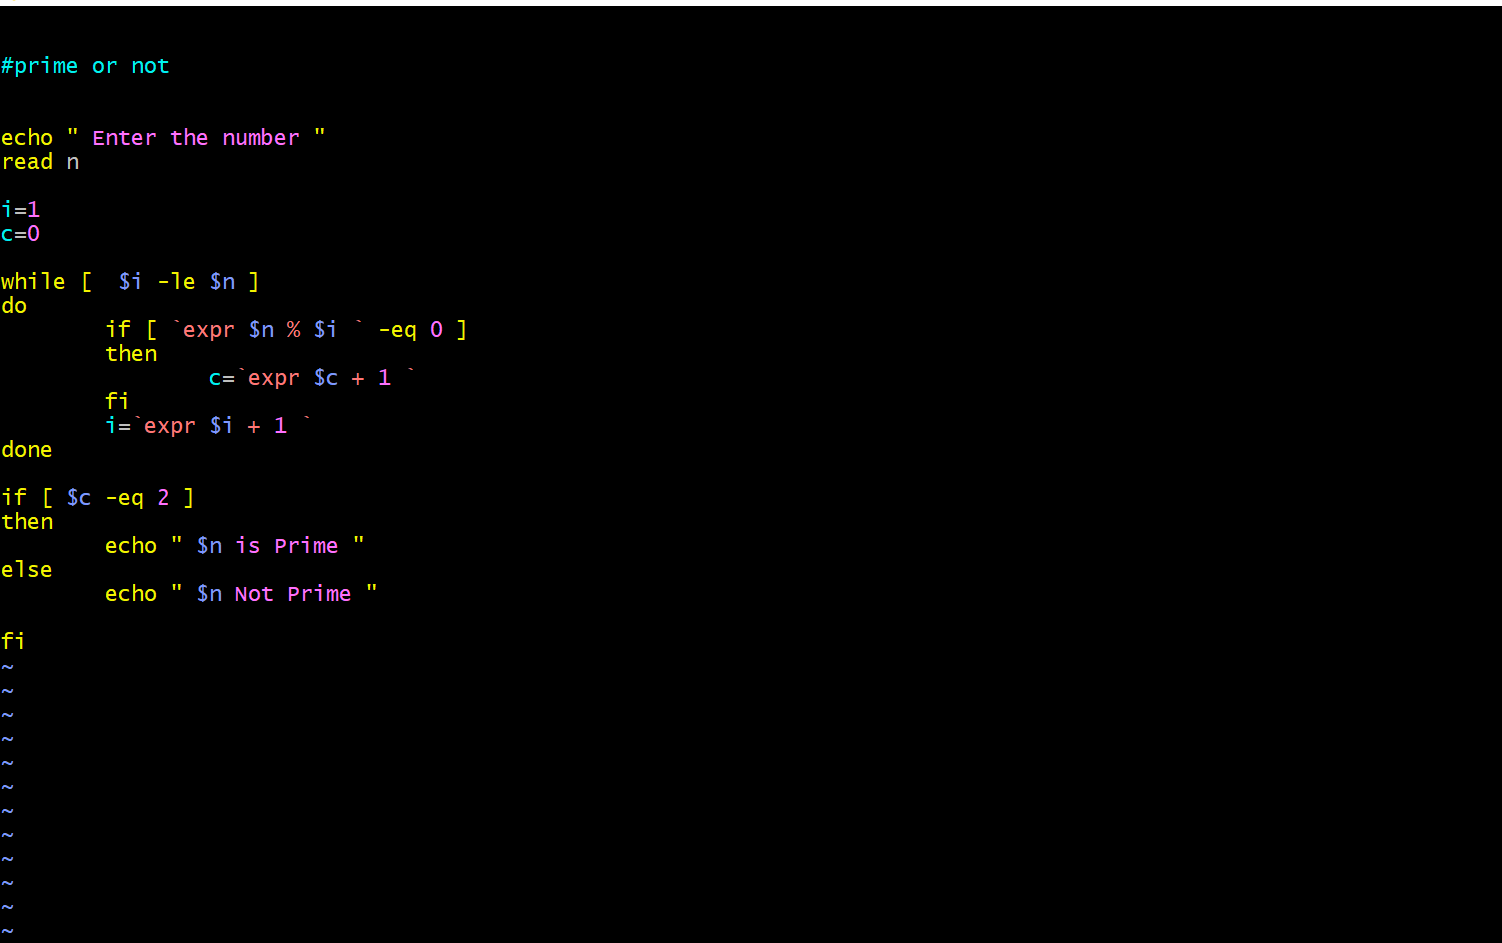 #prime or not
echo " Enter the number "
read n
i=1
c=0
while [  $i -le $n ]
do
        if [ `expr $n % $i ` -eq 0 ]
        then
                c=`expr $c + 1 `
        fi
        i=`expr $i + 1 `
done
if [ $c -eq 2 ]
then
        echo " $n is Prime "
else
        echo " $n Not Prime "
fi
~
~
~
~
~
~
~
~
~
~
~
~